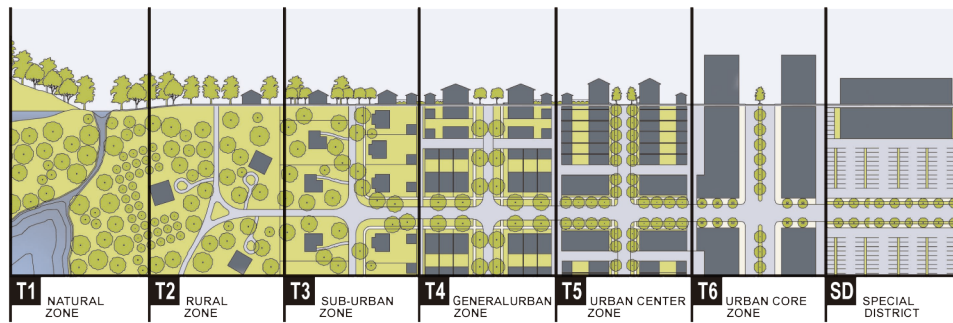 T1 NATURAL
ZONE
T2 RURAL
ZONE
T3 SUB-URBAN
ZONE
T4 GENERALURBAN
ZONE
T5 URBAN CENTER
ZONE
T6 URBAN CORE
ZONE
SD SPECIAL
DISTRICT